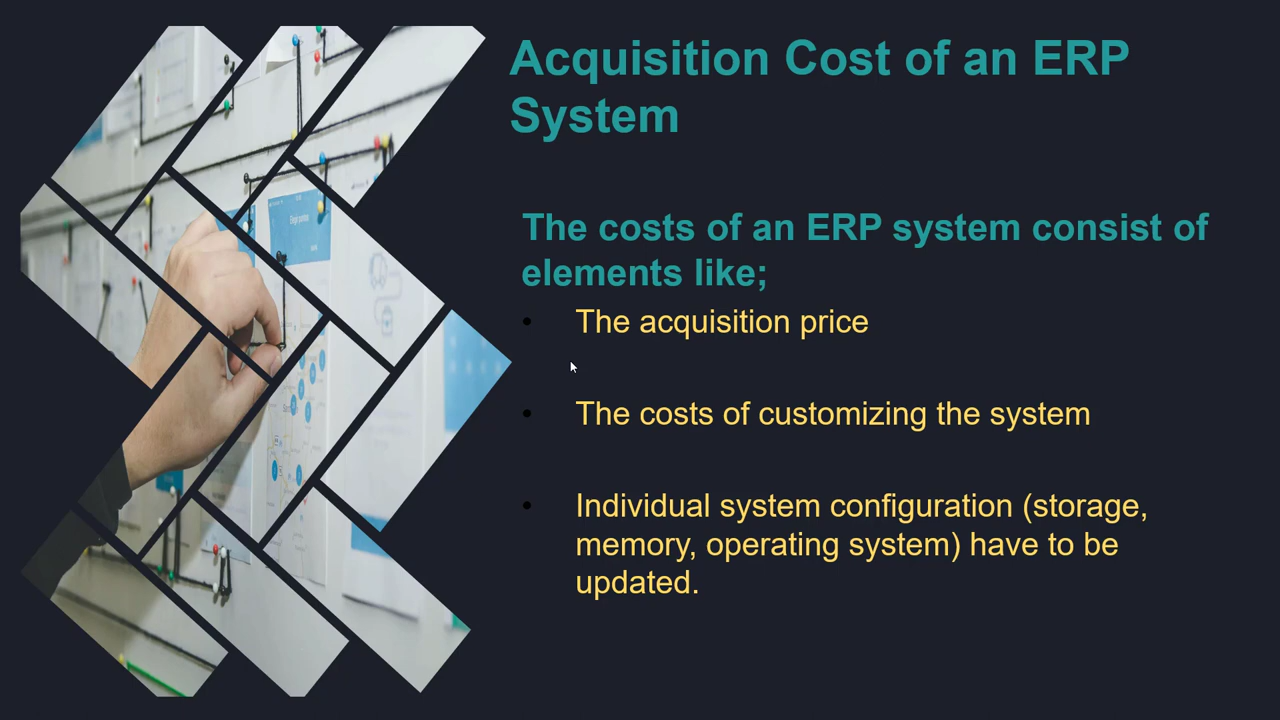 Acquisition Cost of an ERP
System
The costs of an ERP system consist of
elements like;
• The acquisition price
• The costs of customizing the system
• Individual system configuration (storage,
memory, operating system) have to be
updated.